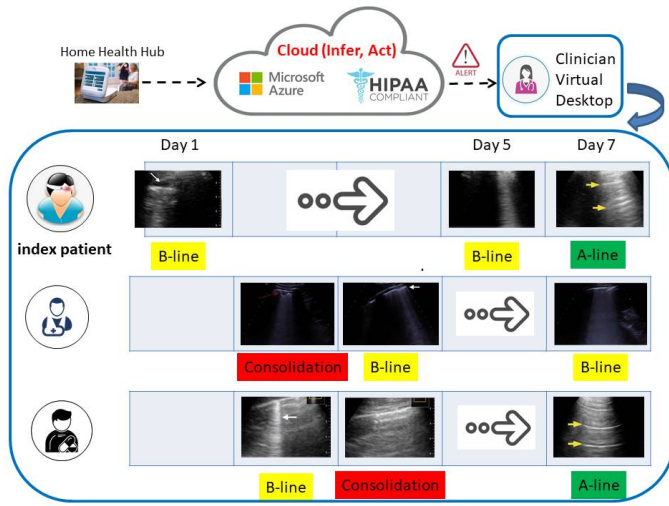 Home Health Hub
Cloud (Infer, Act)
Microsoft
Azure
HIPAA
COMPLIANT
ALERT
Clinician
Virtual
Desktop
Day 1
Day 5
Day 7
index patient
B-line
B-line
A-line
Consolidation
B-line
B-line
B-line
Consolidation
A-line